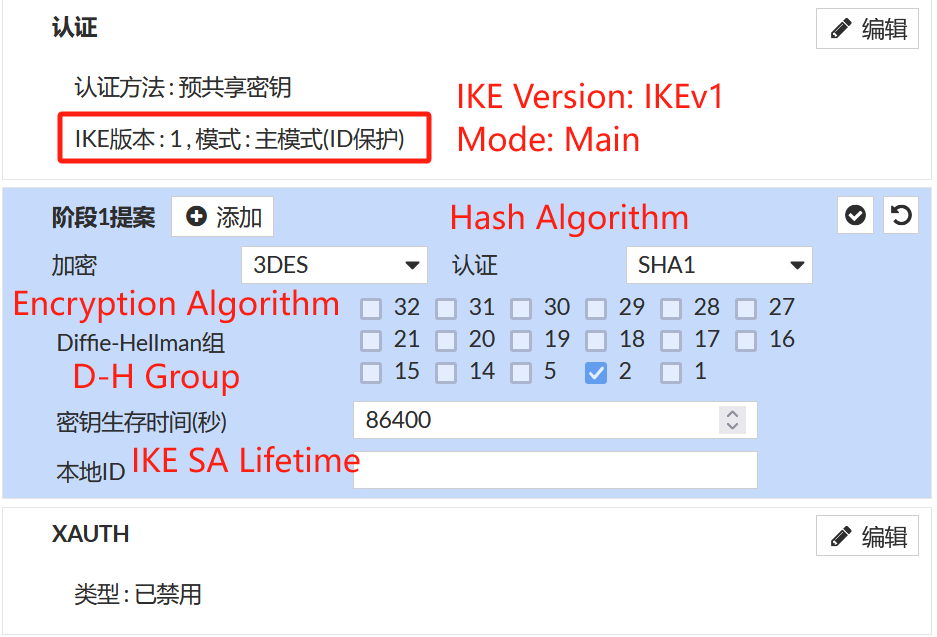 认证
编辑
认证方法 : 预共享密钥
IKE Version: IKEv1
IKE版本 : 1 , 模式 : 主模式(ID保护)
Mode: Main
阶段1提案 添加
Hash Algorithm
加密 3DES 认证 SHA1
Encryption Algorithm
32 31 30 29 28 27
Diffie-Hellman组
21 20 19 18 17 16
D-H Group
15 14 5 2 1
密钥生存时间(秒) 86400
IKE SA Lifetime
本地ID
XAUTH
编辑
类型 : 已禁用